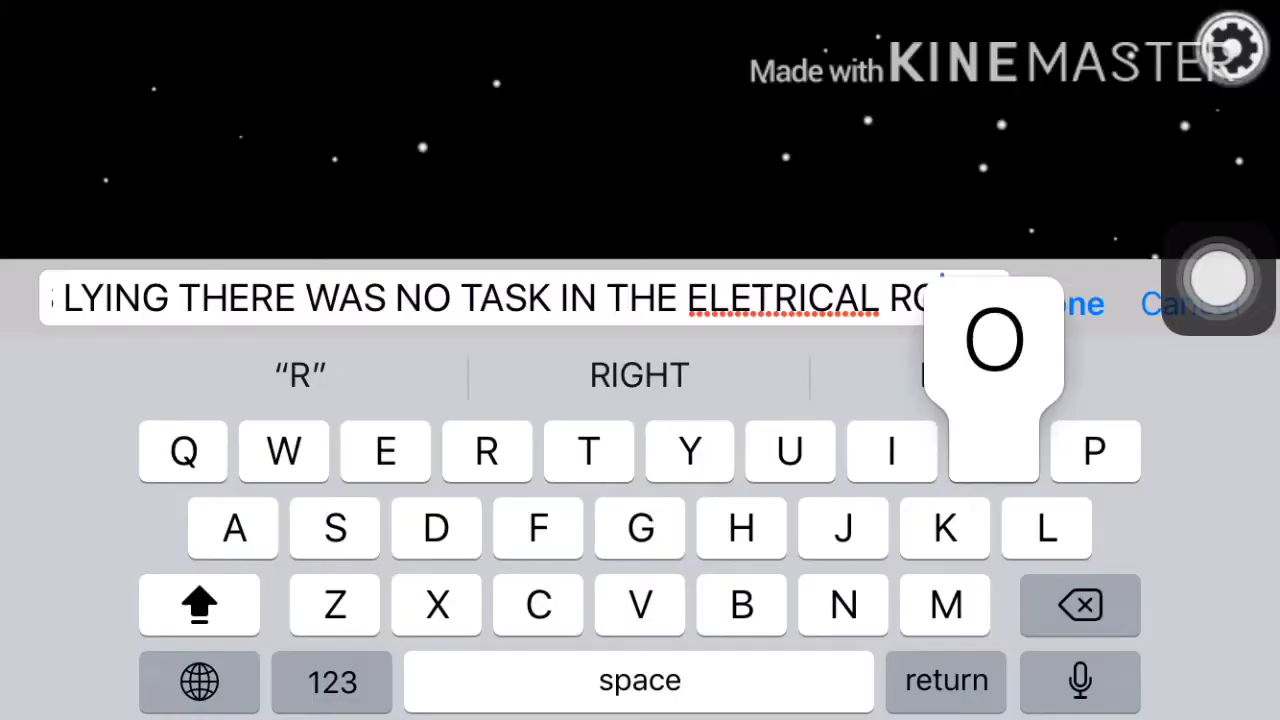 Made with KINEMASTER
LYING THERE WAS NO TASK IN THE ELETRICAL RO
"R" RIGHT
O
Q W E R T Y U I P
A S D F G H J K L
Z X C V B N M
123 space return